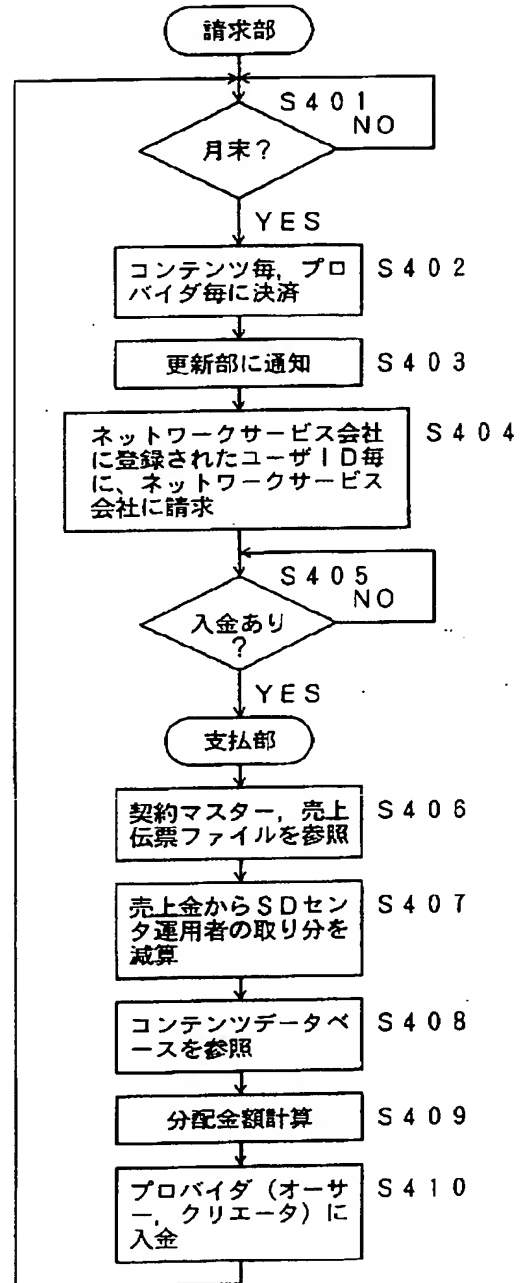 請求部
S401
NO
月末?
YES
コンテンツ毎,プロ
バイダ毎に決済
S402
更新部に通知
S403
ネットワークサービス会社
に登録されたユーザID毎
に、ネットワークサービス
会社に請求
S404
S405
NO
入金あり
?
YES
支払部
契約マスター,売上
伝票ファイルを参照
S406
売上金からSDセン
タ運用者の取り分を
減算
S407
コンテンツデータベ
ースを参照
S408
分配金額計算
S409
プロバイダ(オーサ
ー,クリエータ)に
入金
S410